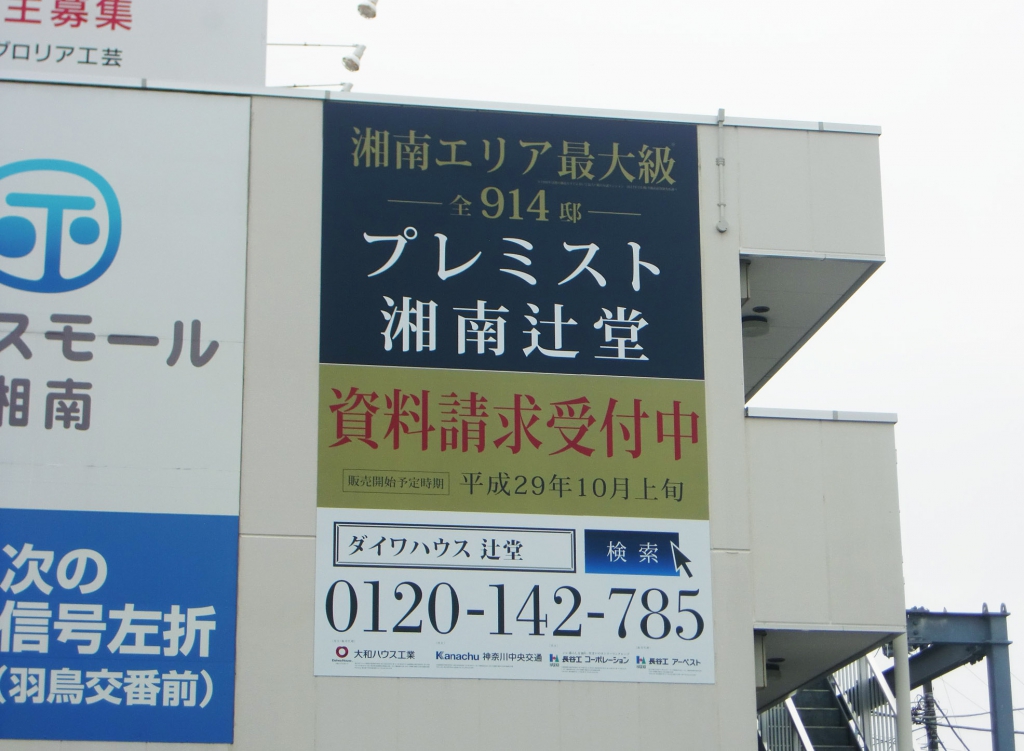 主募集
グロリア工芸
スモール
湘南
次の
信号左折
(羽鳥交番前)
湘南エリア最大級
全914邸
プレミスト
湘南辻堂
資料請求受付中
販売開始予定時期 平成29年10月上旬
ダイワハウス 辻堂 検索
0120-142-785
大和ハウス工業 Kanachu 神奈川中央交通 長谷工 コーポレーション 長谷工 アーベスト